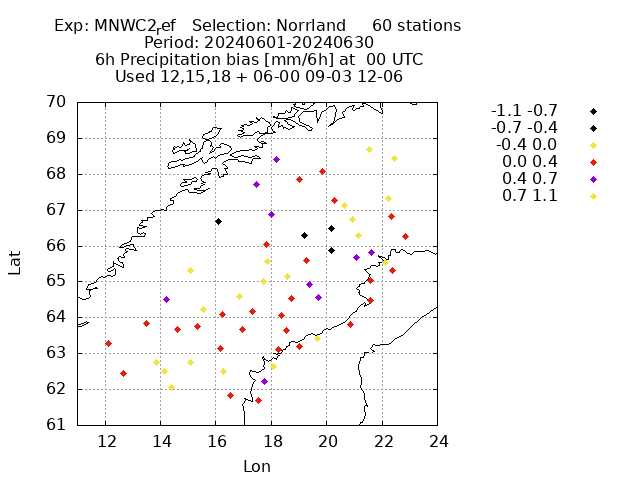 Exp: MNWC2ref   Selection: Norrland     60 stations
Period: 20240601-20240630
6h Precipitation bias [mm/6h] at  00 UTC
Used 12,15,18 + 06-00 09-03 12-06
-1.1 -0.7
-0.7 -0.4
-0.4 0.0
0.0 0.4
0.4 0.7
0.7 1.1
70
69
68
67
66
65
64
63
62
61
Lat
12 14 16 18 20 22 24
Lon